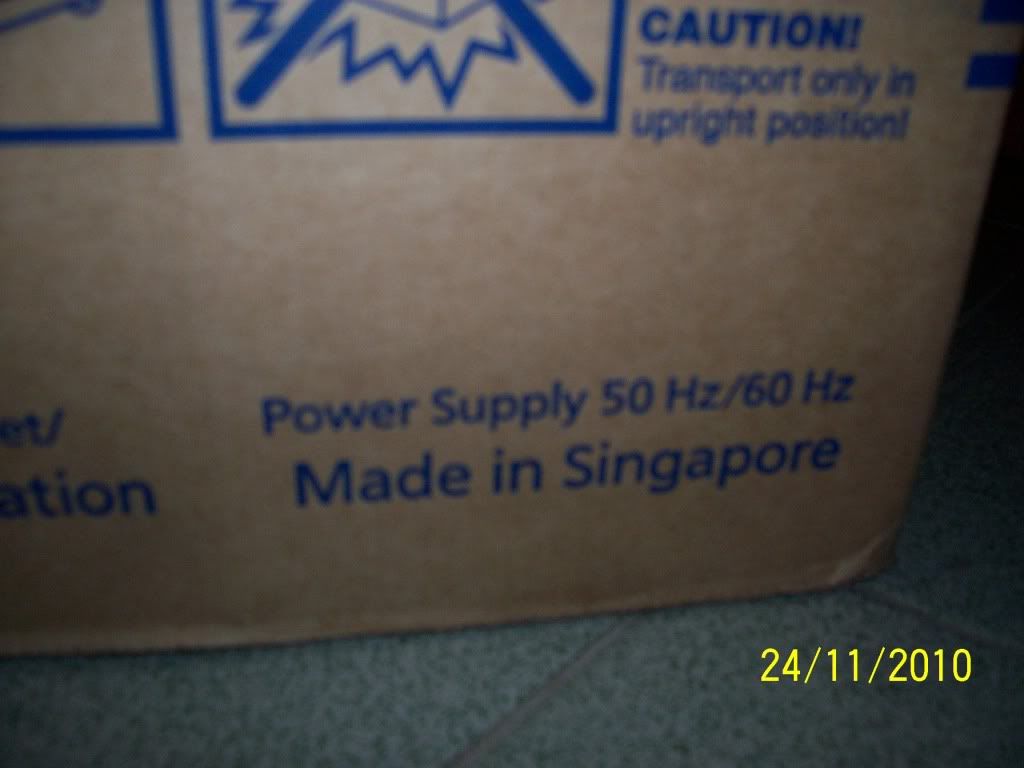 CAUTION!
Transport only in
upright position!
et/
ation
Power Supply 50 Hz/60 Hz
Made in Singapore
24/11/2010